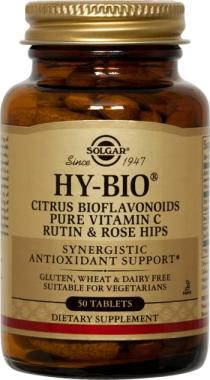 SOLGAR®
Since 1947
HY-BIO®
CITRUS BIOFLAVONOIDS
PURE VITAMIN C
RUTIN & ROSE HIPS
SYNERGISTIC
ANTIOXIDANT SUPPORT*
GLUTEN, WHEAT & DAIRY FREE
SUITABLE FOR VEGETARIANS
50 TABLETS
DIETARY SUPPLEMENT